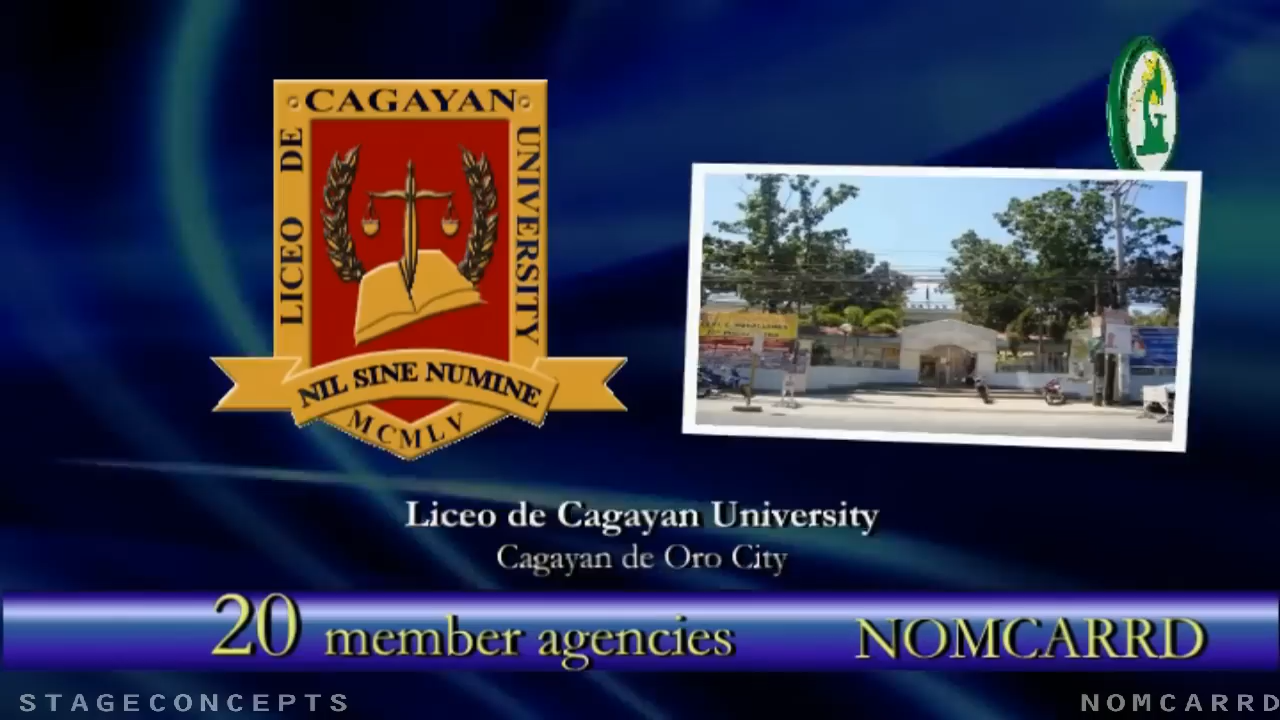 CAGAYAN
LICEO DE
UNIVERSITY
NIL SINE NUMINE
MCMLV
G
Liceo de Cagayan University
Cagayan de Oro City
20 member agencies
NOMCARRD
STAGECONCEPTS
NOMCARRD